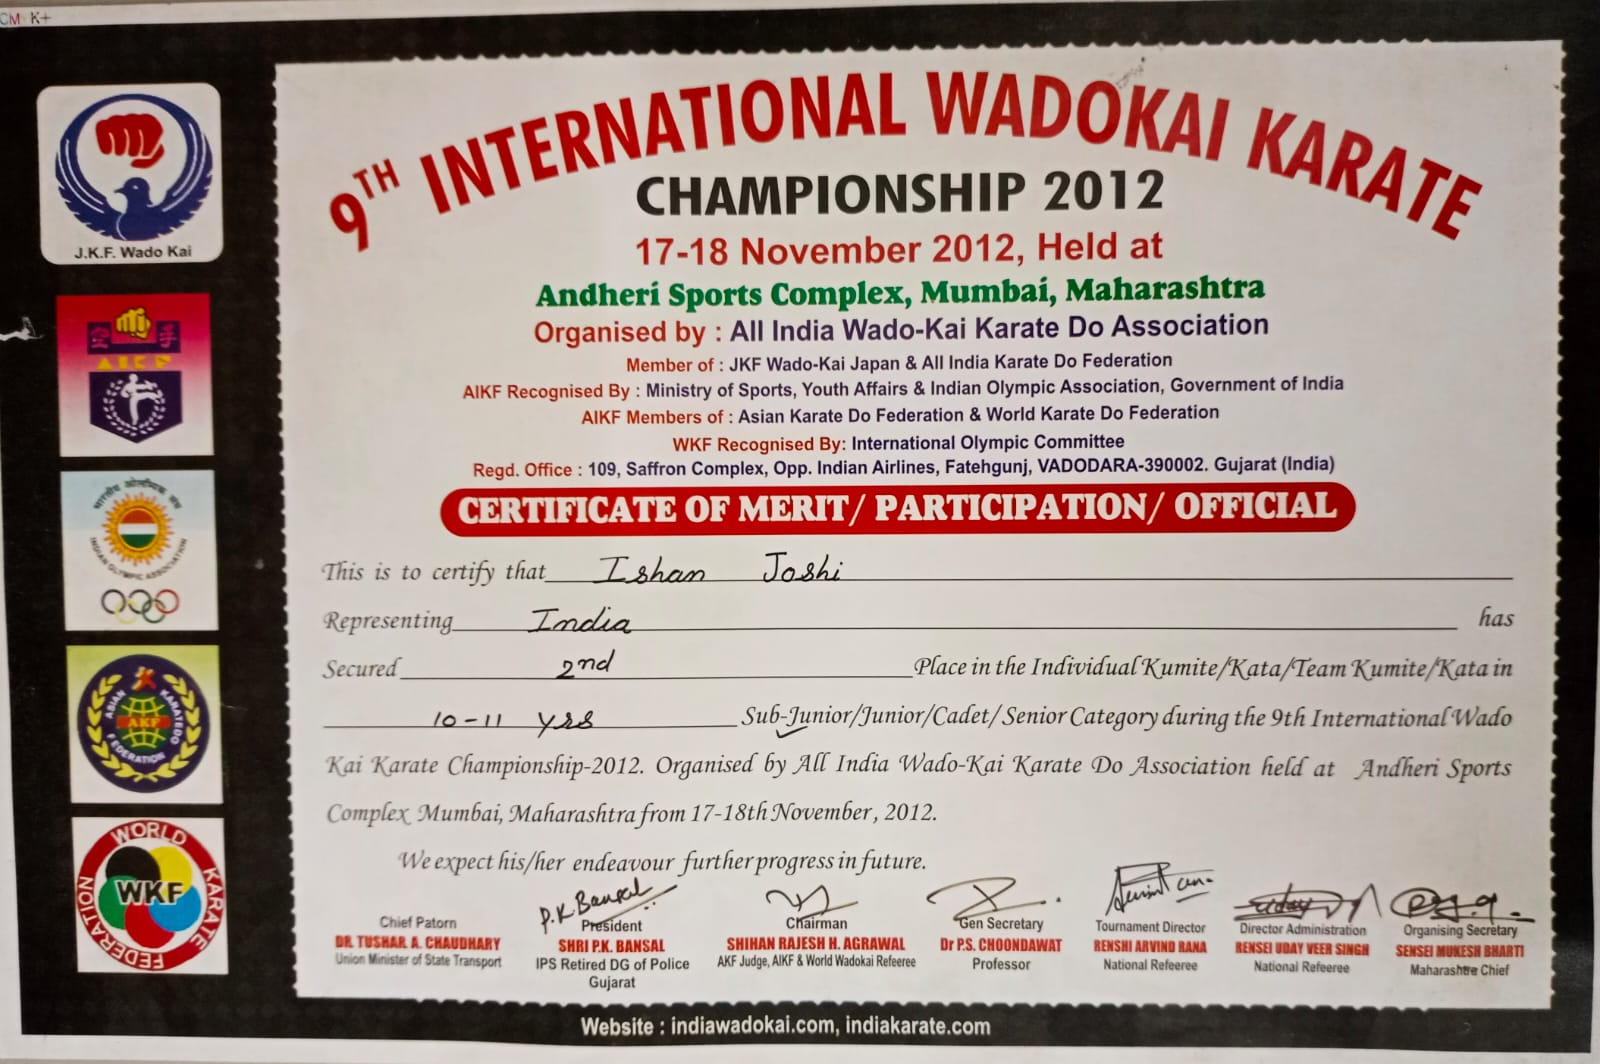 CM K+
9TH INTERNATIONAL WADOKAI KARATE
CHAMPIONSHIP 2012
17-18 November 2012, Held at
Andheri Sports Complex, Mumbai, Maharashtra
Organised by : All India Wado-Kai Karate Do Association
Member of : JKF Wado-Kai Japan & All India Karate Do Federation
AIKF Recognised By : Ministry of Sports, Youth Affairs & Indian Olympic Association, Government of India
AIKF Members of : Asian Karate Do Federation & World Karate Do Federation
WKF Recognised By: International Olympic Committee
Regd. Office : 109, Saffron Complex, Opp. Indian Airlines, Fatehgunj, VADODARA-390002. Gujarat (India)
CERTIFICATE OF MERIT/ PARTICIPATION/ OFFICIAL
This is to certify that Ishan Joshi
Representing India has
Secured 2nd Place in the Individual Kumite/Kata/Team Kumite/Kata in
10-11 yrs Sub-Junior/Junior/Cadet/Senior Category during the 9th International Wado
Kai Karate Championship-2012. Organised by All India Wado-Kai Karate Do Association held at Andheri Sports
Complex Mumbai, Maharashtra from 17-18th November, 2012.
We expect his/her endeavour further progress in future.
P.K. Bansal
Chief Patorn
DR. TUSHAR A. CHAUDHARY
Union Minister of State Transport
President
SHRI P.K. BANSAL
IPS Retired DG of Police
Gujarat
Chairman
SHIHAN RAJESH H. AGRAWAL
AKF Judge, AIKF & World Wadokai Refeeree
Gen Secretary
Dr P.S. CHOONDAWAT
Professor
Tournament Director
RENSHI ARVIND RANA
National Refeeree
Director Administration
RENSEI UDAY VEER SINGH
National Refeeree
Organising Secretary
SENSEI MUKESH BHARTI
Maharashtre Chief
Website : indiawadokai.com, indiakarate.com
J.K.F. Wado Kai
AIKF
भारतीय ओलम्पिक संघ
INDIAN OLYMPIC ASSOCIATION
ASIAN KARATEDO FEDERATION
AKF
WORLD KARATE FEDERATION
WKF